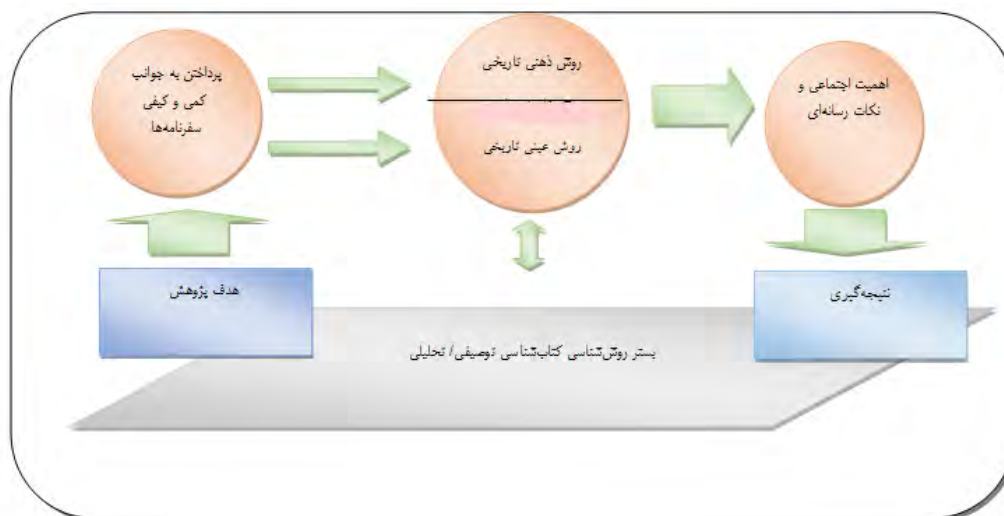 پرداختن به جوانب
کمی و کیفی
سفرنامه‌ها
روش ذهنی تاریخی
روش عینی تاریخی
اهمیت اجتماعی و
نکات رسانه‌ای
هدف پژوهش
نتیجه‌گیری
بستر روش‌شناسی کتاب‌شناسی توصیفی/ تحلیلی